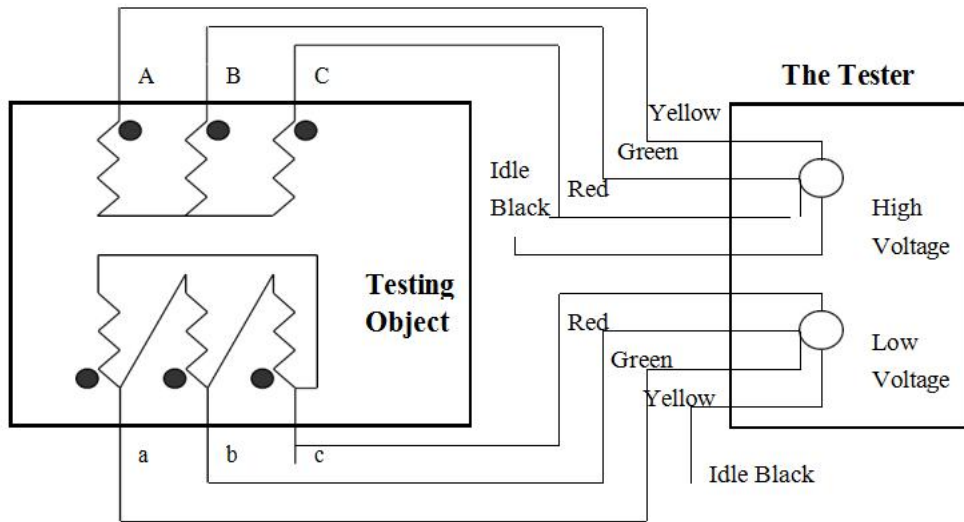 A
B
C
The Tester
Yellow
Green
Idle
Black
Red
High
Voltage
Testing
Object
Red
Green
Yellow
Low
Voltage
a
b
c
Idle Black